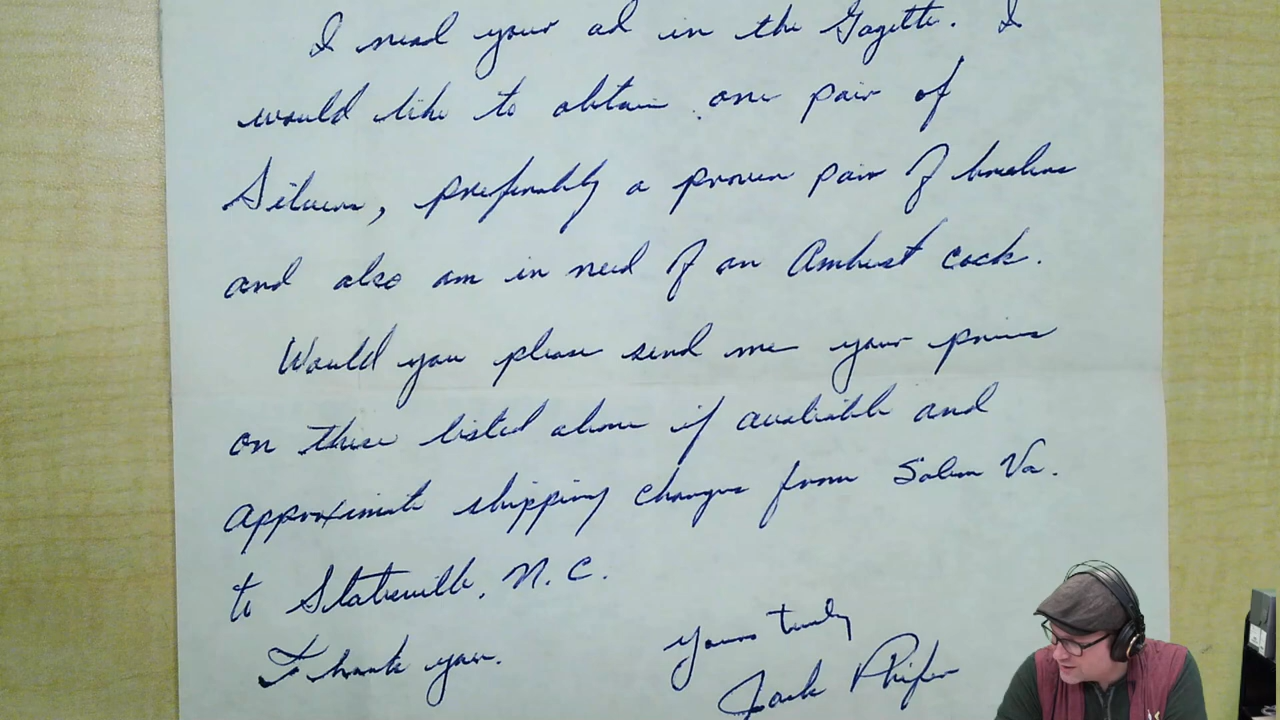 I read your ad in the Gazette. I
would like to obtain one pair of
Silvers, preferably a proven pair of breeders
and also am in need of an Amherst cock.
Would you please send me your prices
on those listed above if available and
approximate shipping charges from Salem Va.
to Statesville, N.C.
Thank you.
Yours truly
Jack Phifer